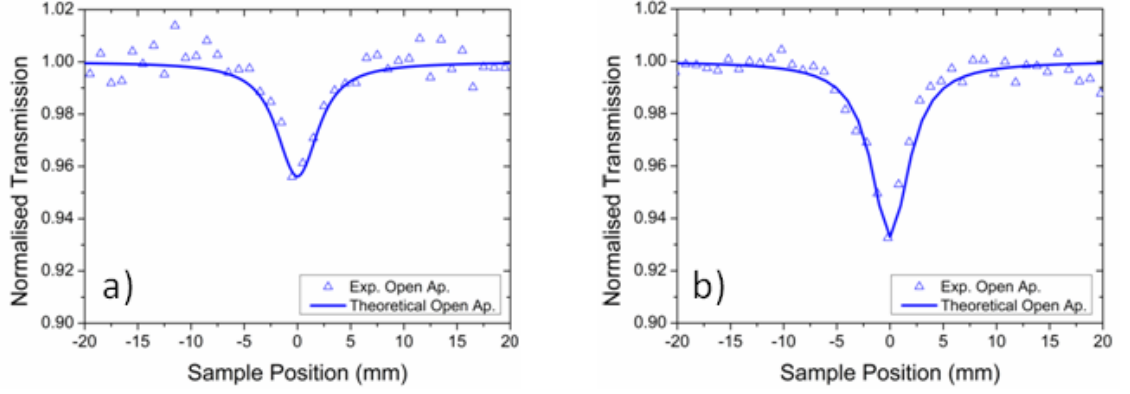 1.02
1.00
0.98
0.96
0.94
0.92
0.90
Normalised Transmission
a)
Exp. Open Ap.
Theoretical Open Ap.
-20 -15 -10 -5 0 5 10 15 20
Sample Position (mm)
1.02
1.00
0.98
0.96
0.94
0.92
0.90
Normalised Transmission
b)
Exp. Open Ap.
Theoretical Open Ap.
-20 -15 -10 -5 0 5 10 15 20
Sample Position (mm)